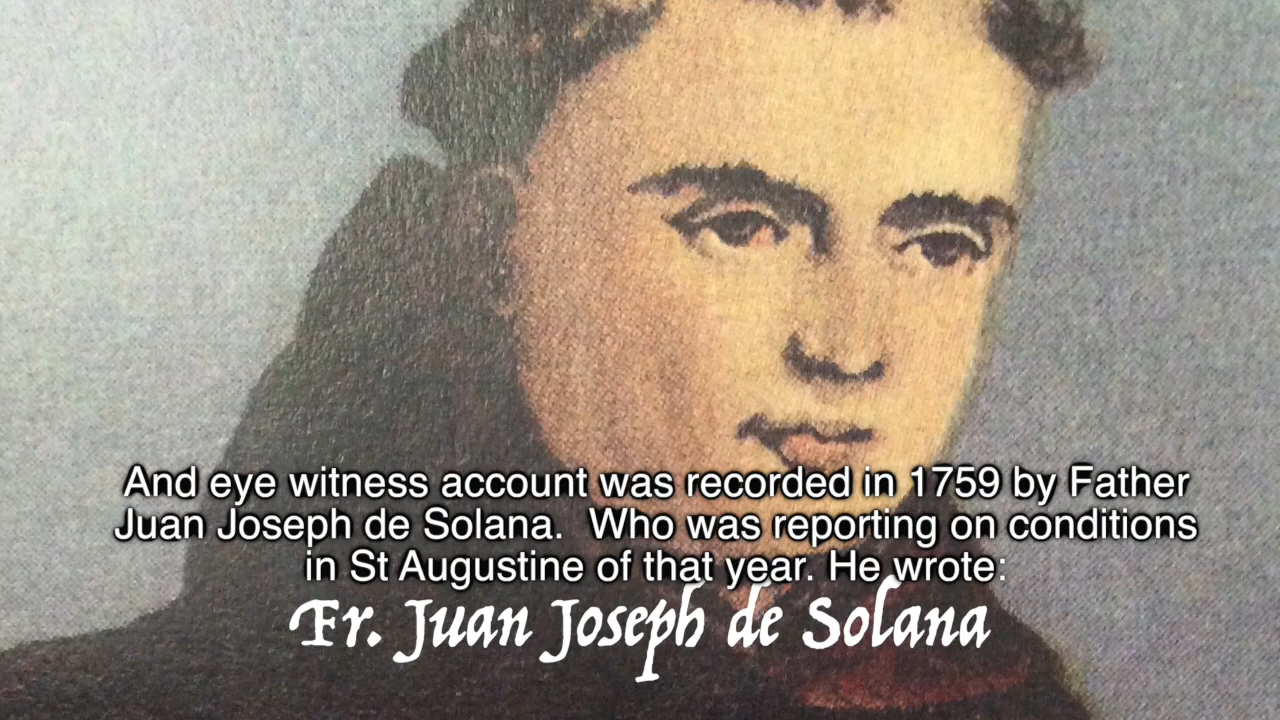 And eye witness account was recorded in 1759 by Father
Juan Joseph de Solana.  Who was reporting on conditions
in St Augustine of that year. He wrote:
Fr. Juan Joseph de Solana